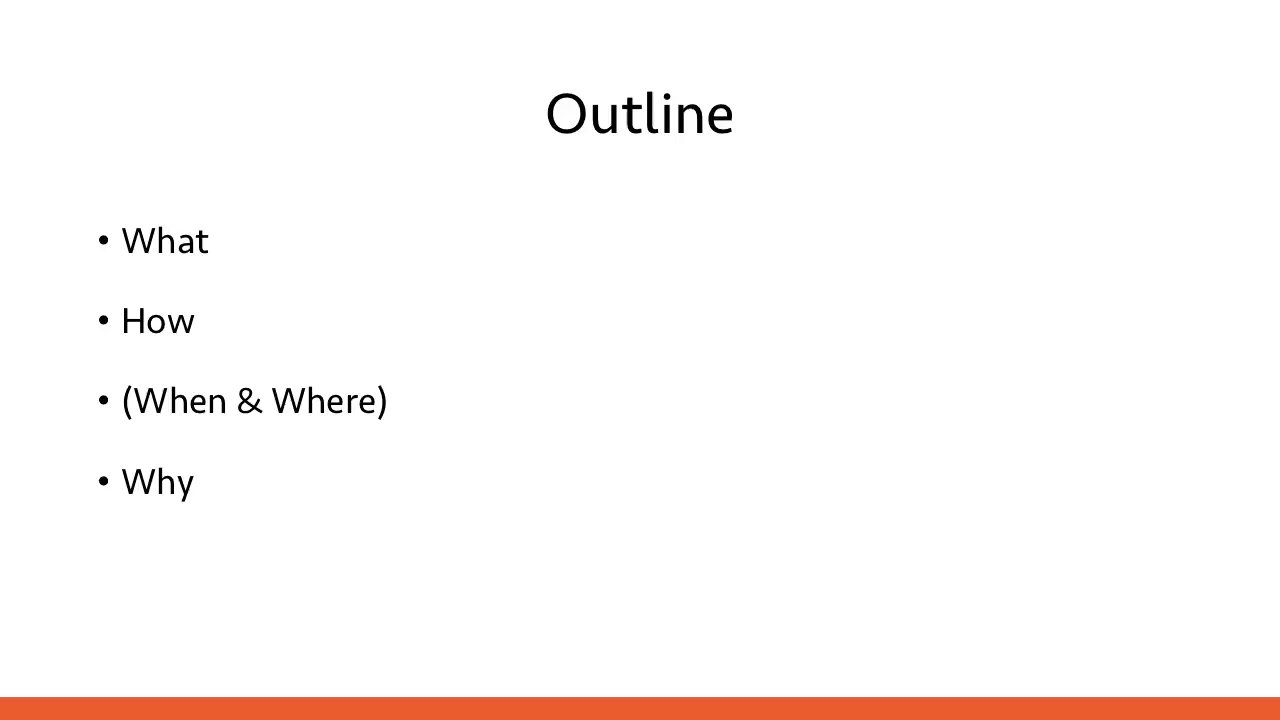 Outline
• What
• How
• (When & Where)
• Why